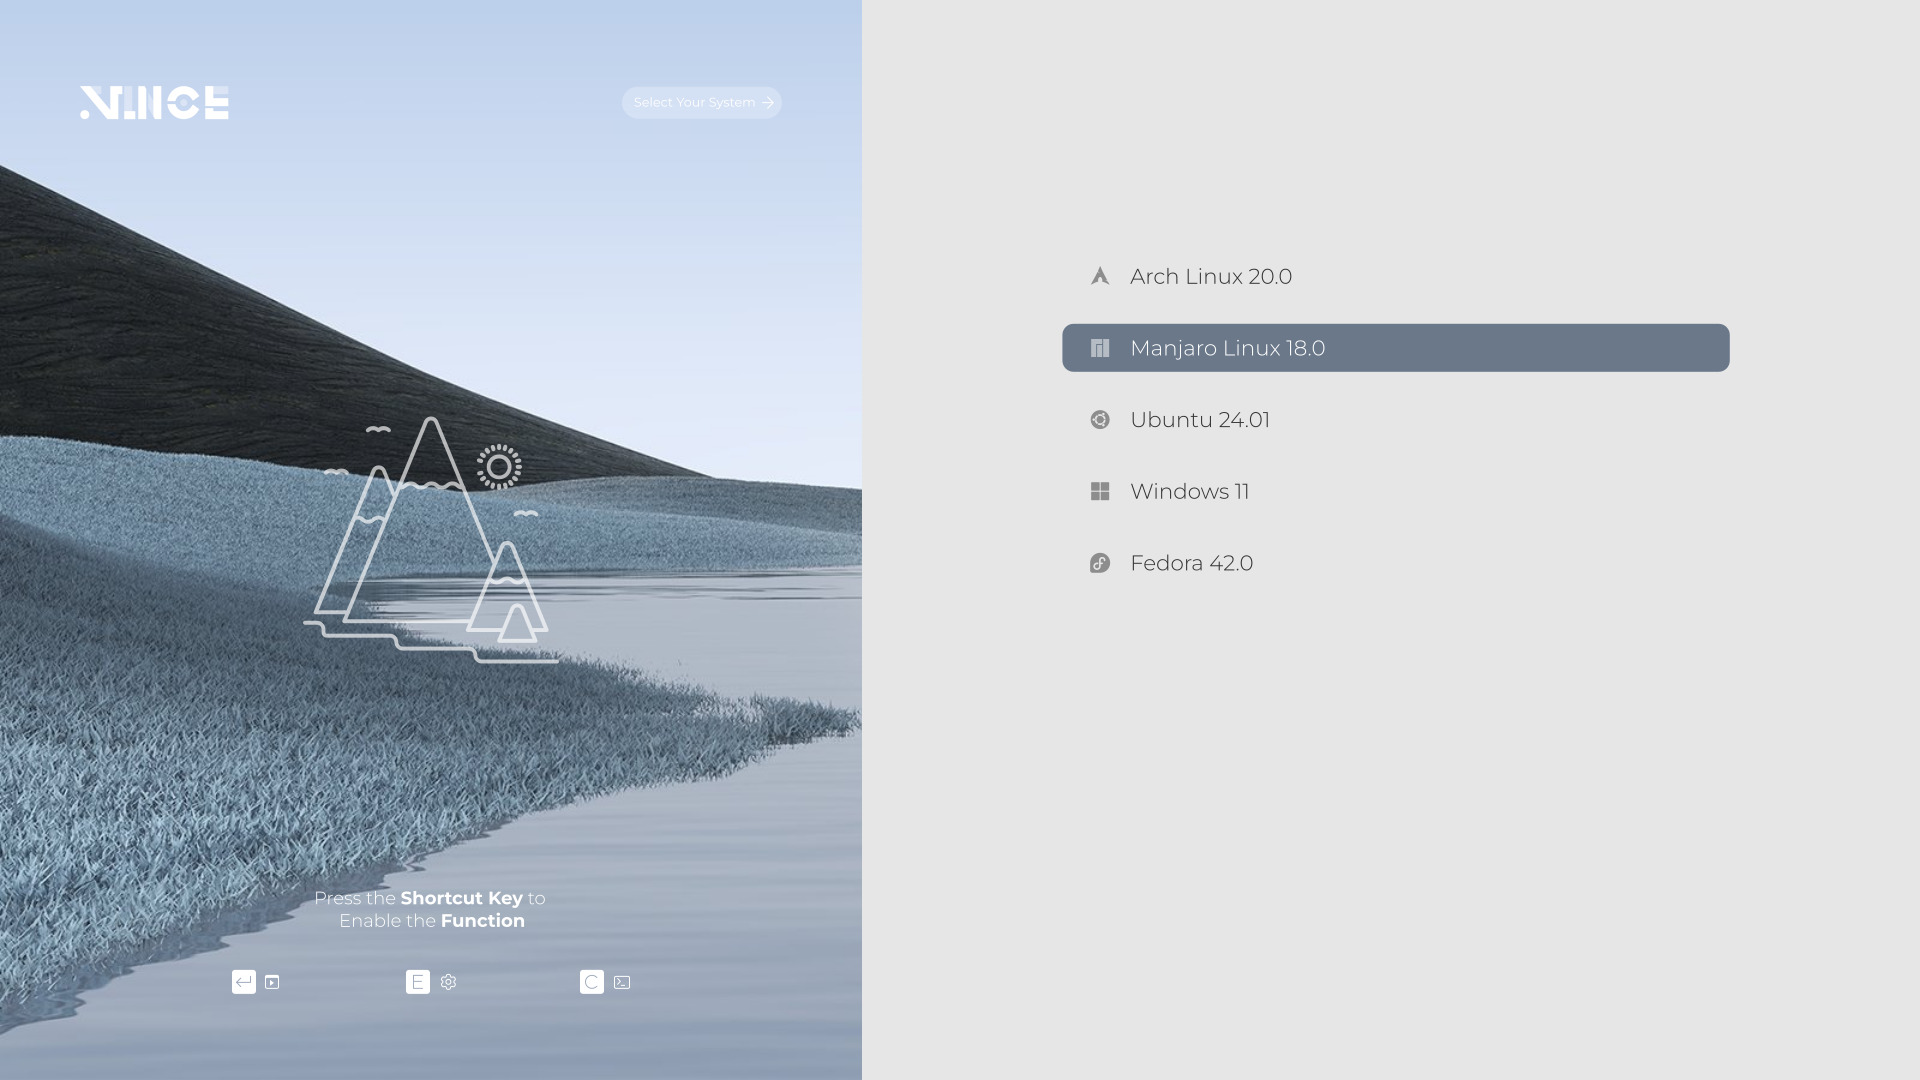 VINCE
Select Your System
Arch Linux 20.0
Manjaro Linux 18.0
Ubuntu 24.01
Windows 11
Fedora 42.0
Press the Shortcut Key to
Enable the Function
E
C